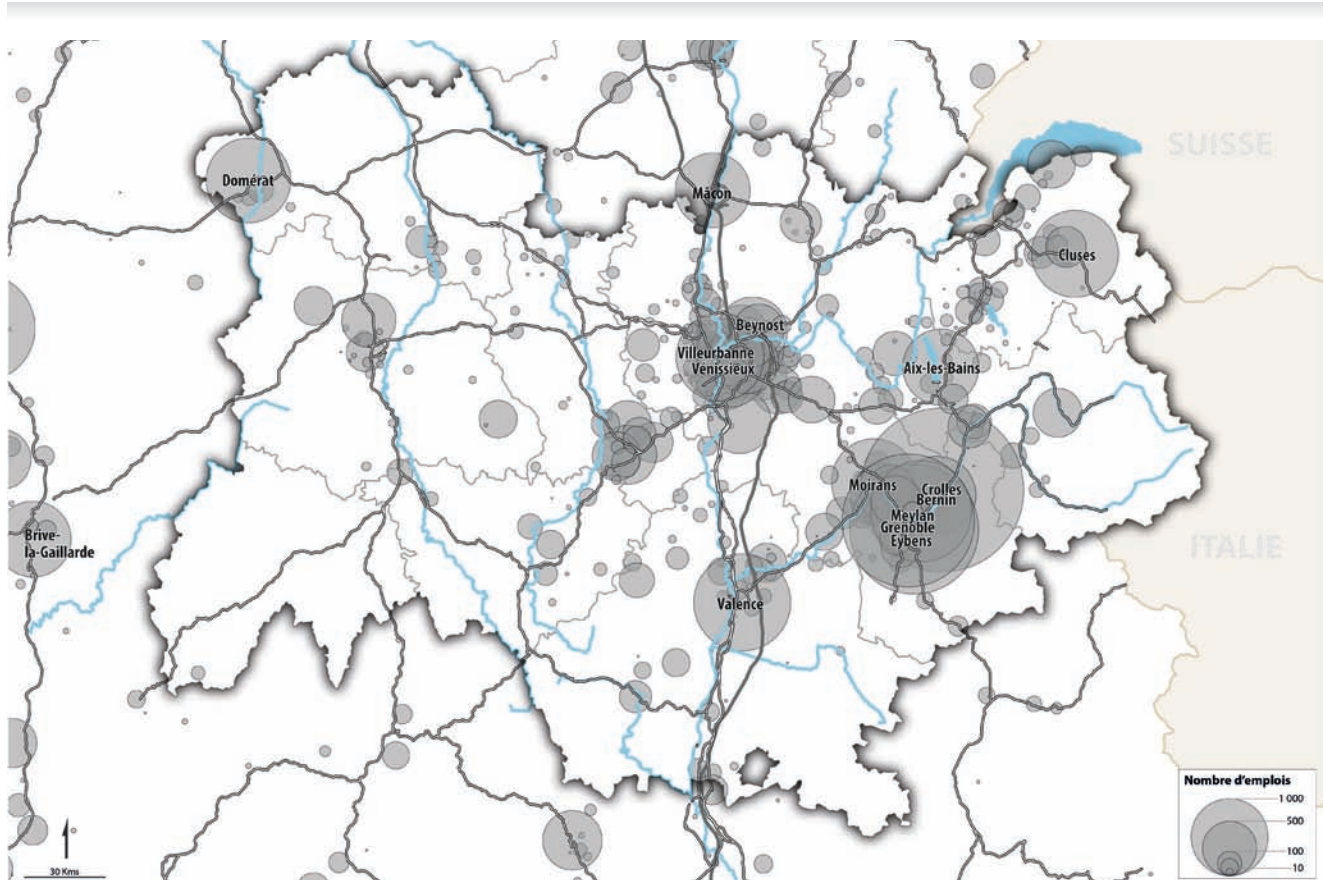 SUISSE
Domérat
Mâcon
Cluses
Beynost
Villeurbanne
Vénissieux
Aix-les-Bains
Moirans
Crolles
Bernin
Meylan
Grenoble
Eybens
Brive-
la-Gaillarde
ITALIE
Valence
Nombre d'emplois
1 000
500
100
10
30 Kms